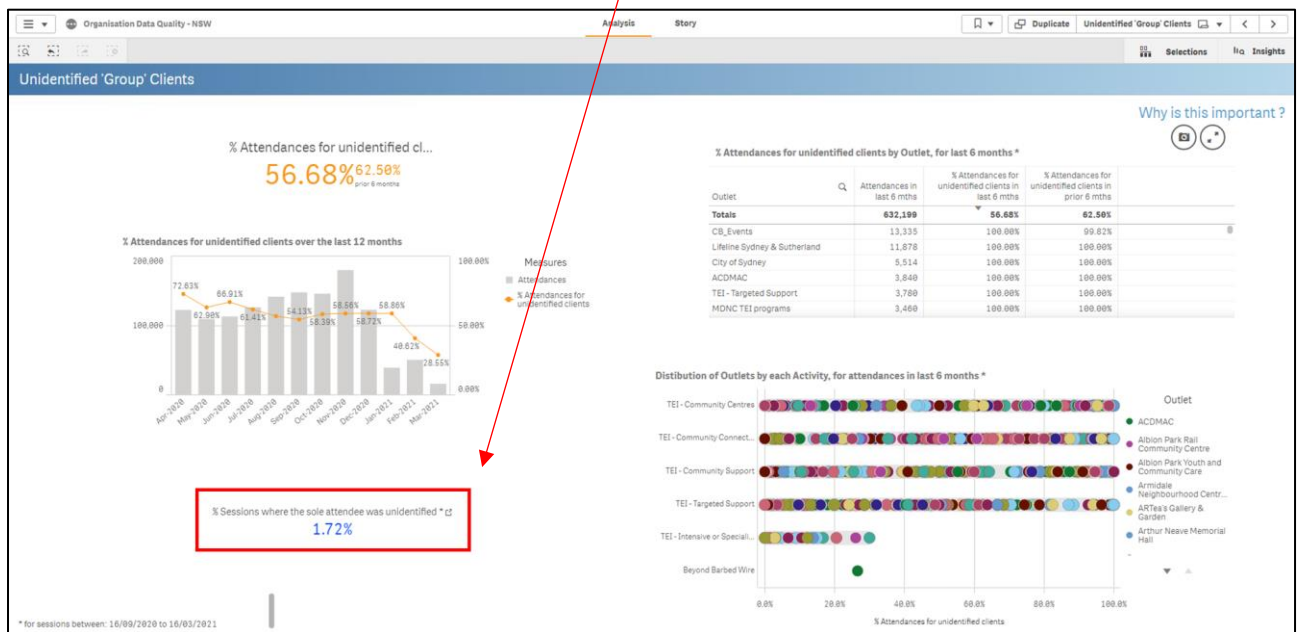 Organisation Data Quality - NSW
Analysis
Story
Duplicate
Unidentified 'Group' Clients
Selections
Insights
Unidentified 'Group' Clients
Why is this important ?
% Attendances for unidentified cl...
56.68% 62.50%
prior 6 months
% Attendances for unidentified clients over the last 12 months
200,000
100,000
0
100.00%
50.00%
0.00%
72.63%
62.90%
66.91%
61.41%
54.13%
56.39%
58.56%
58.72%
58.86%
40.62%
28.55%
Apr-2020
May-2020
Jun-2020
Jul-2020
Aug-2020
Sep-2020
Oct-2020
Nov-2020
Dec-2020
Jan-2021
Feb-2021
Mar-2021
Measures
Attendances
% Attendances for
unidentified clients
% Sessions where the sole attendee was unidentified *
1.72%
* for sessions between: 16/09/2020 to 16/03/2021
% Attendances for unidentified clients by Outlet, for last 6 months *
Outlet
Attendances in
last 6 mths
% Attendances for
unidentified clients in
last 6 mths
% Attendances for
unidentified clients in
prior 6 mths
Totals 632,199 56.68% 62.50%
CB_Events 13,335 100.00% 99.82%
Lifeline Sydney & Sutherland 11,878 100.00% 100.00%
City of Sydney 5,514 100.00% 100.00%
ACDMAC 3,840 100.00% 100.00%
TEI - Targeted Support 3,780 100.00% 100.00%
MDNC TEI programs 3,460 100.00% 100.00%
Distibution of Outlets by each Activity, for attendances in last 6 months *
TEI - Community Centres
TEI - Community Connect...
TEI - Community Support
TEI - Targeted Support
TEI - Intensive or Speciali...
Beyond Barbed Wire
0.0%
20.0%
40.0%
60.0%
80.0%
100.0%
% Attendances for unidentified clients
Outlet
ACDMAC
Albion Park Rail
Community Centre
Albion Park Youth and
Community Care
Armidale
Neighbourhood Centr...
ARTea's Gallery &
Garden
Arthur Neave Memorial
Hall